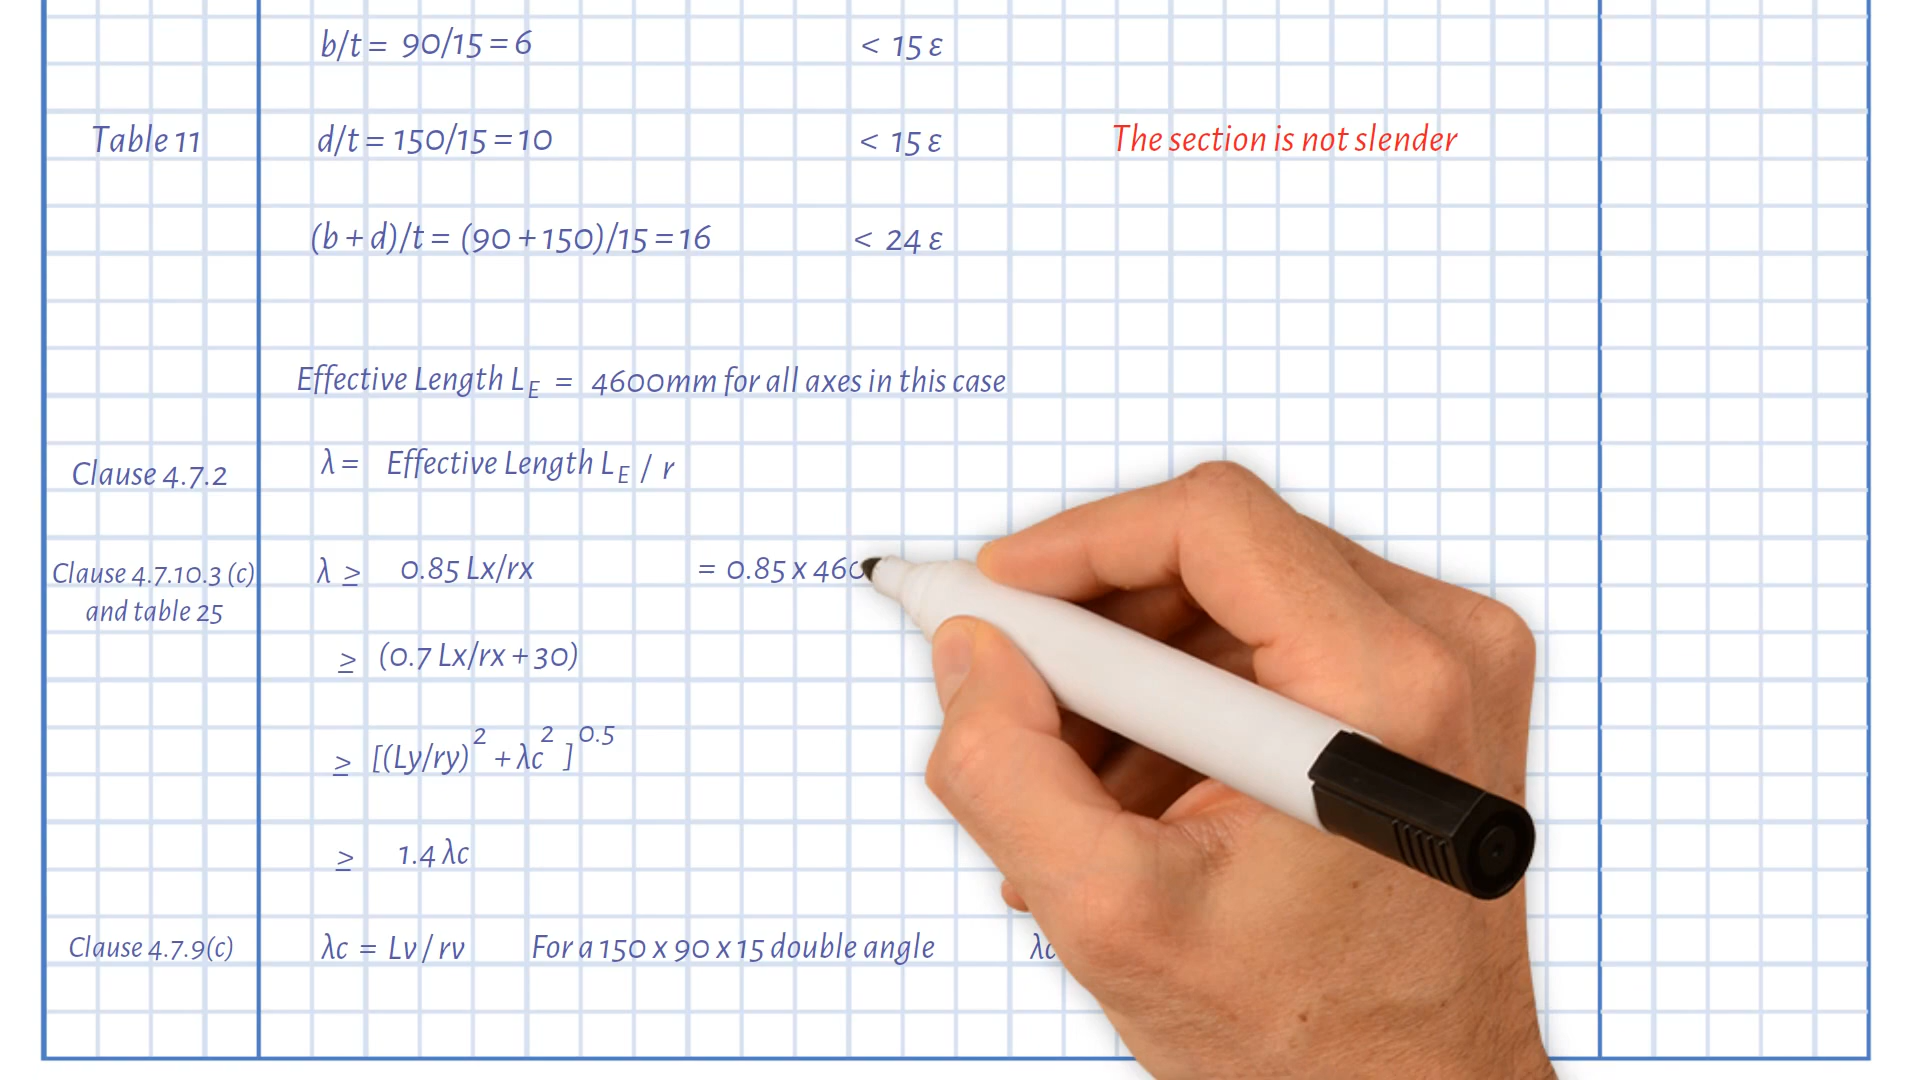 b/t = 90/15 = 6 < 15 ε
Table 11 d/t = 150/15 = 10 < 15 ε The section is not slender
(b + d)/t = (90 + 150)/15 = 16 < 24 ε
Effective Length L_E = 4600mm for all axes in this case
Clause 4.7.2 λ = Effective Length L_E / r
Clause 4.7.10.3 (c) λ ≥ 0.85 Lx/rx = 0.85 x 460
and table 25
≥ (0.7 Lx/rx + 30)
≥ [(Ly/ry)² + λc² ]^0.5
≥ 1.4 λc
Clause 4.7.9(c) λc = Lv / rv For a 150 x 90 x 15 double angle λc